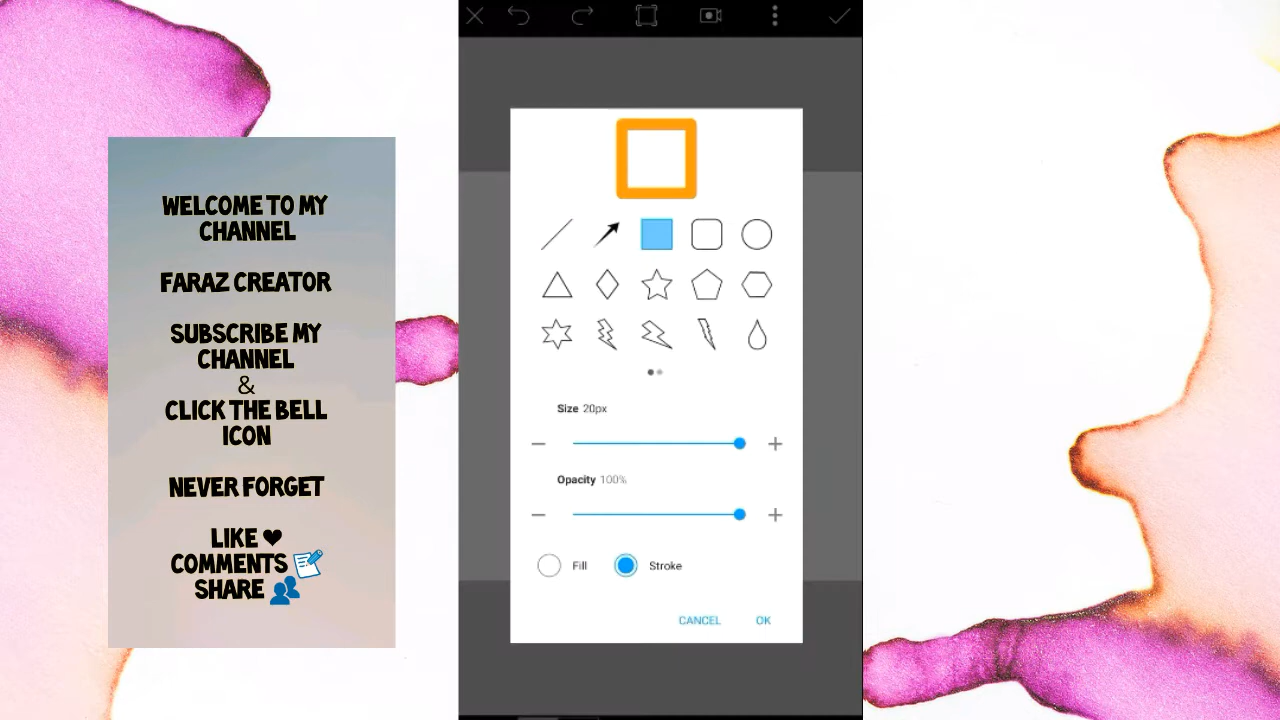 WELCOME TO MY
CHANNEL
FARAZ CREATOR
SUBSCRIBE MY
CHANNEL
&
CLICK THE BELL
ICON
NEVER FORGET
LIKE ❤
COMMENTS 📝
SHARE 👥
Size 20px
Opacity 100%
Fill Stroke
CANCEL OK